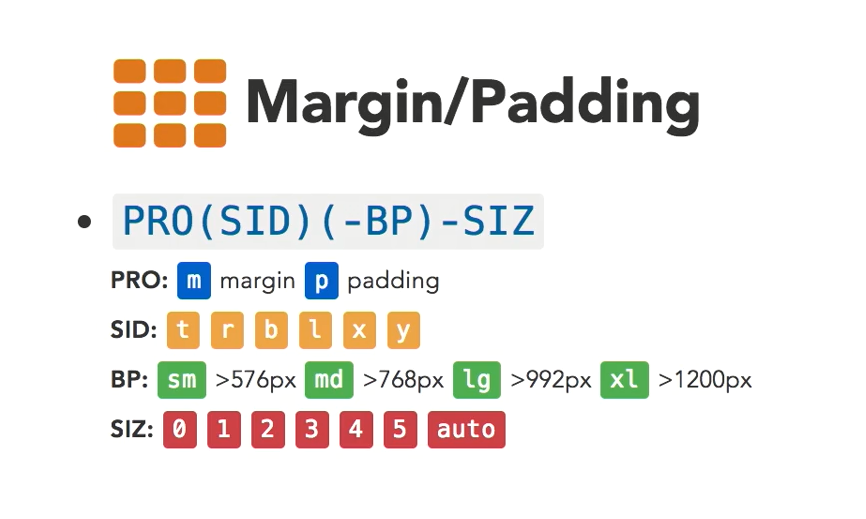 Margin/Padding
• PRO(SID)(-BP)-SIZ
PRO: m margin p padding
SID: t r b l x y
BP: sm >576px md >768px lg >992px xl >1200px
SIZ: 0 1 2 3 4 5 auto